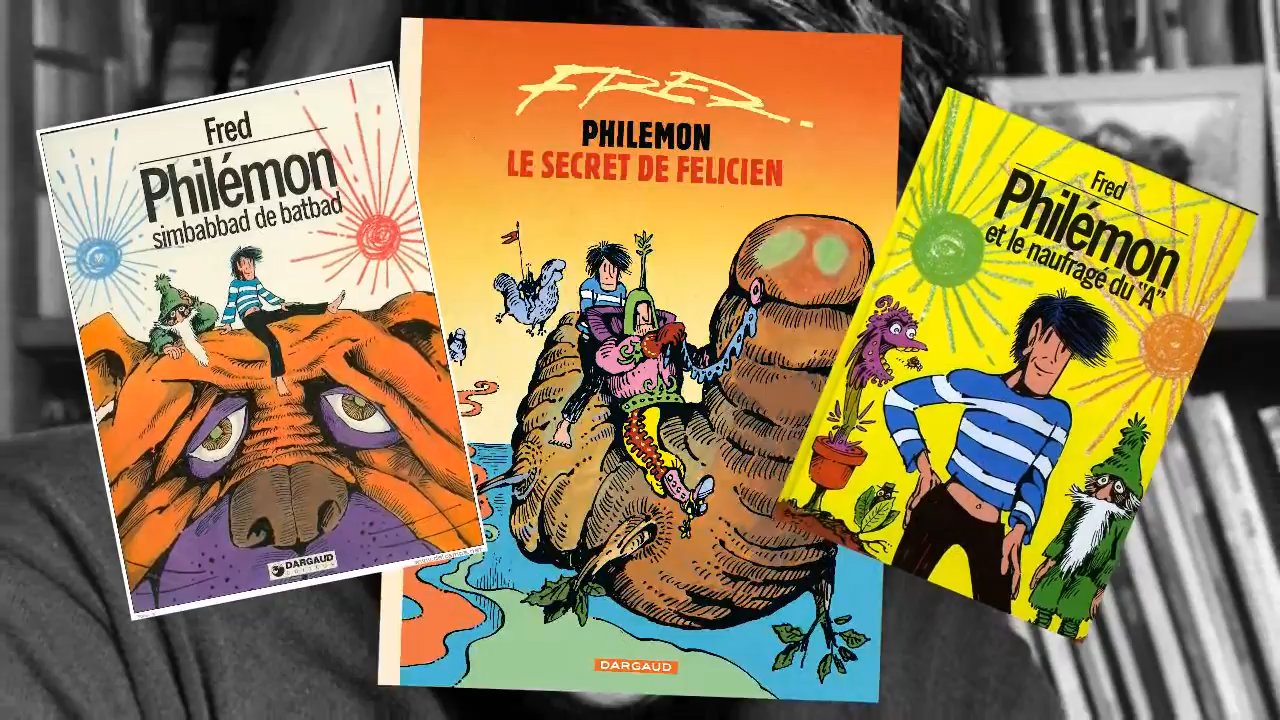 Fred
Philémon
simbabbad de batbad
DARGAUD
FRED.
PHILEMON
LE SECRET DE FELICIEN
DARGAUD
Fred
Philémon
et le naufragé du "A"